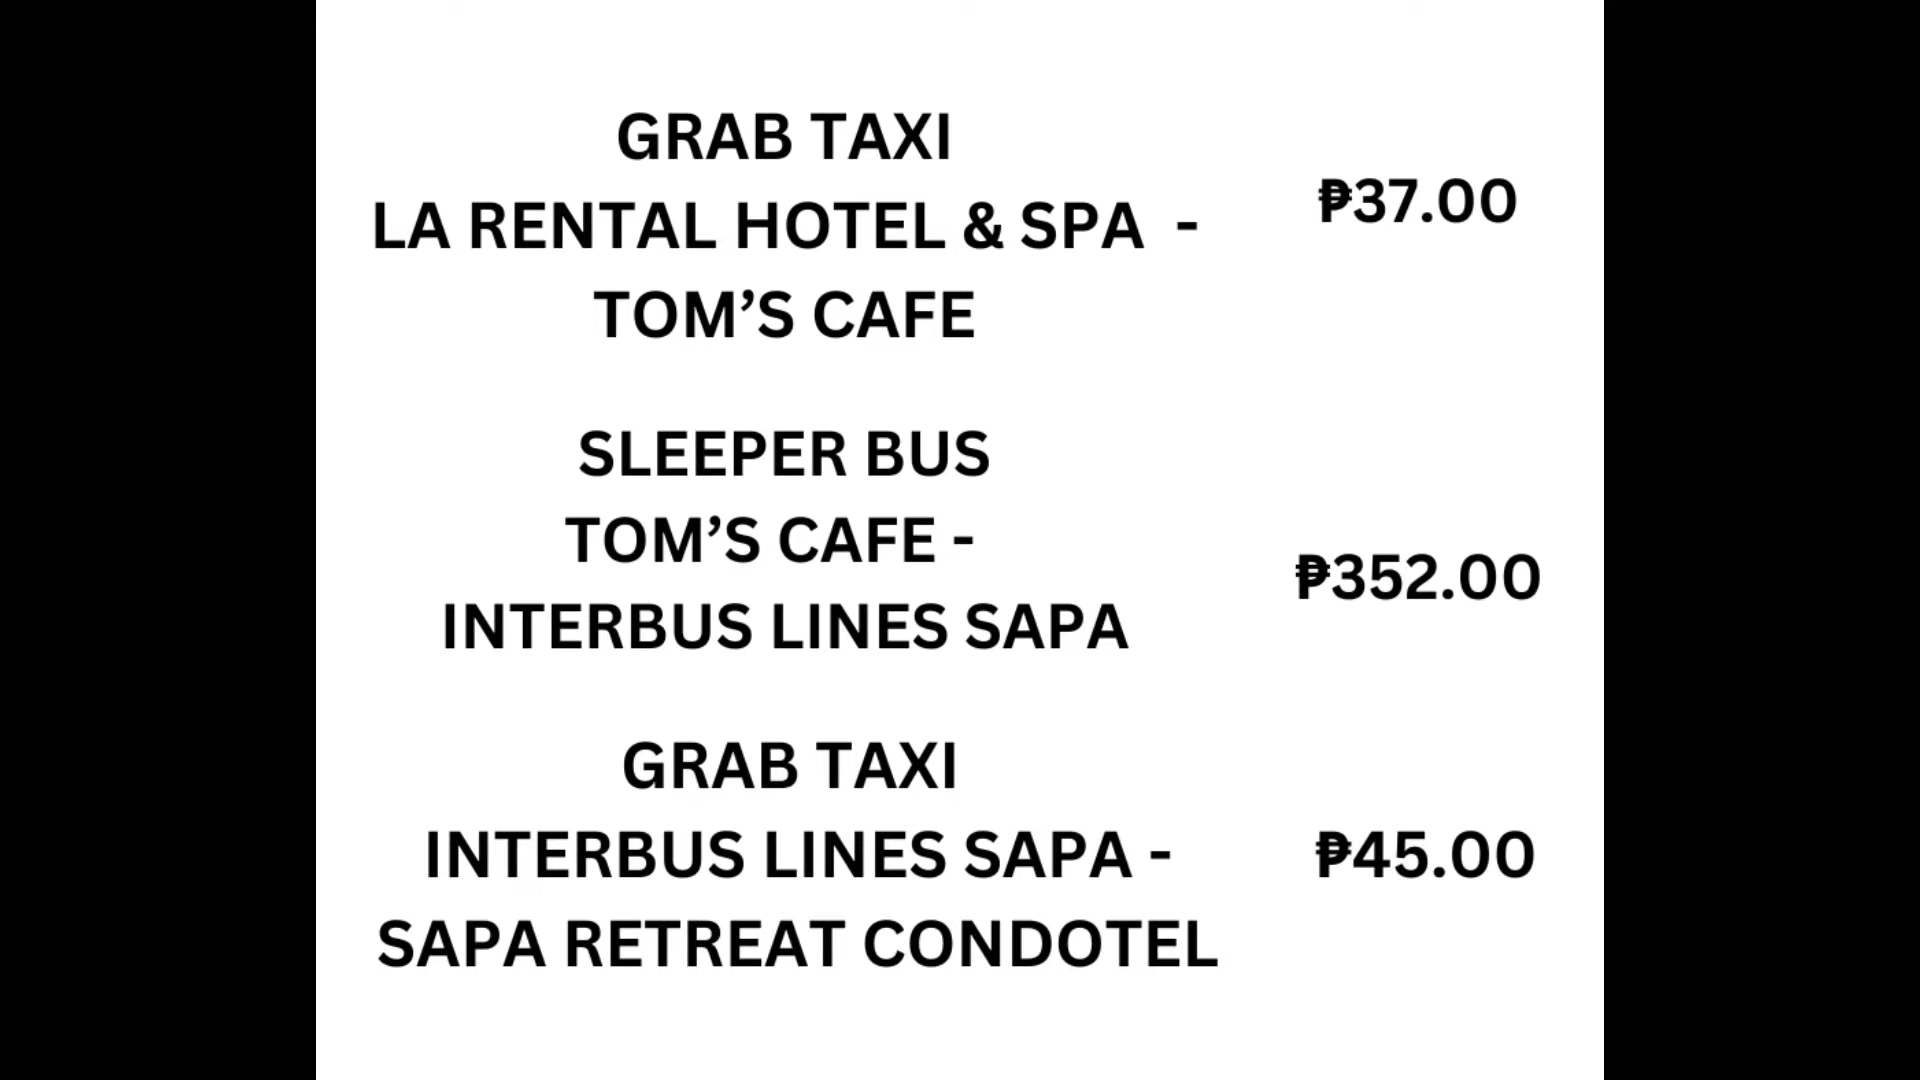 GRAB TAXI
LA RENTAL HOTEL & SPA -
TOM’S CAFE
₱37.00
SLEEPER BUS
TOM’S CAFE -
INTERBUS LINES SAPA
₱352.00
GRAB TAXI
INTERBUS LINES SAPA -
SAPA RETREAT CONDOTEL
₱45.00